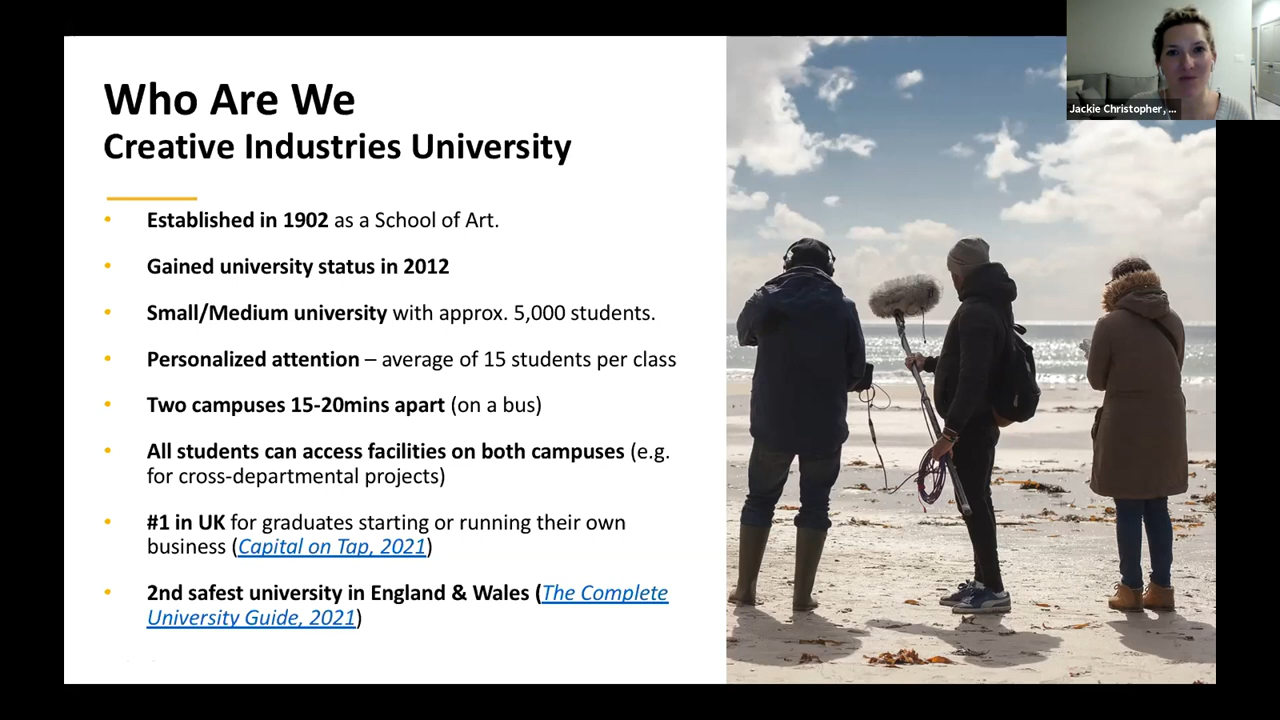 Who Are We
Creative Industries University
• Established in 1902 as a School of Art.
• Gained university status in 2012
• Small/Medium university with approx. 5,000 students.
• Personalized attention – average of 15 students per class
• Two campuses 15-20mins apart (on a bus)
• All students can access facilities on both campuses (e.g.
for cross-departmental projects)
• #1 in UK for graduates starting or running their own
business (Capital on Tap, 2021)
• 2nd safest university in England & Wales (The Complete
University Guide, 2021)
Jackie Christopher, ...